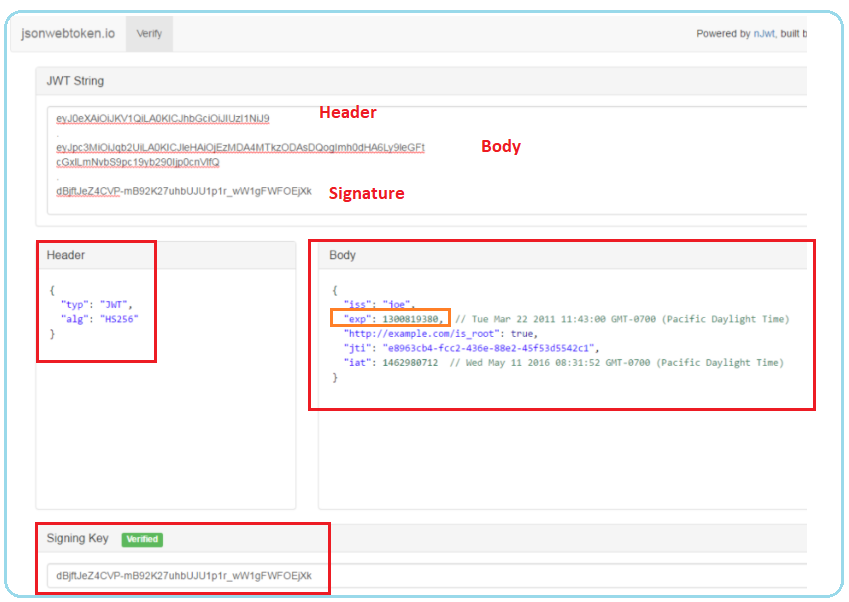 jsonwebtoken.io Verify Powered by nJwt, built b
JWT String
eyJ0eXAiOiJKV1QiLA0KICJhbGciOiJIUzI1NiJ9 Header
.
eyJpc3MiOiJqb2UiLA0KICJleHAiOjEzMDA4MTkzODAsDQogImh0dHA6Ly9leGFt Body
cGxlLmNvbS9pc19yb290Ijp0cnVlfQ
.
dBjftJeZ4CVP-mB92K27uhbUJU1p1r_wW1gFWFOEjXk Signature
Header Body
{
"typ": "JWT",
"alg": "HS256"
}
{
"iss": "joe",
"exp": 1300819380, // Tue Mar 22 2011 11:43:00 GMT-0700 (Pacific Daylight Time)
"http://example.com/is_root": true,
"jti": "e8963cb4-fcc2-436e-88e2-45f53d5542c1",
"iat": 1462980712 // Wed May 11 2016 08:31:52 GMT-0700 (Pacific Daylight Time)
}
Signing Key Verified
dBjftJeZ4CVP-mB92K27uhbUJU1p1r_wW1gFWFOEjXk